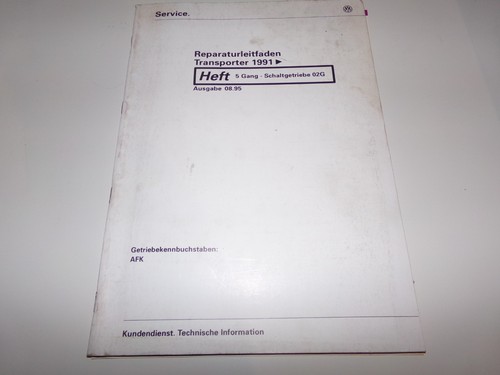 Service.
Reparaturleitfaden
Transporter 1991 ►
Heft 5 Gang - Schaltgetriebe 02G
Ausgabe 08.95
Getriebekennbuchstaben:
AFK
Kundendienst. Technische Information